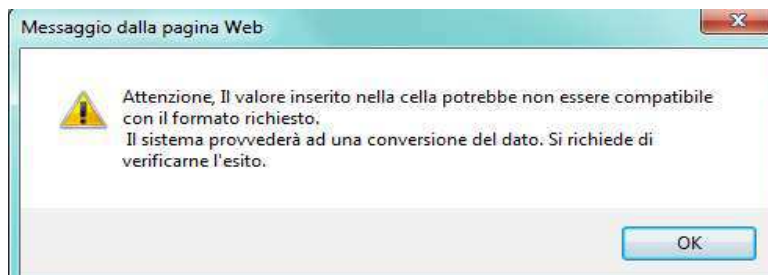 Messaggio dalla pagina Web
Attenzione, Il valore inserito nella cella potrebbe non essere compatibile
con il formato richiesto.
Il sistema provvederà ad una conversione del dato. Si richiede di
verificarne l'esito.
OK